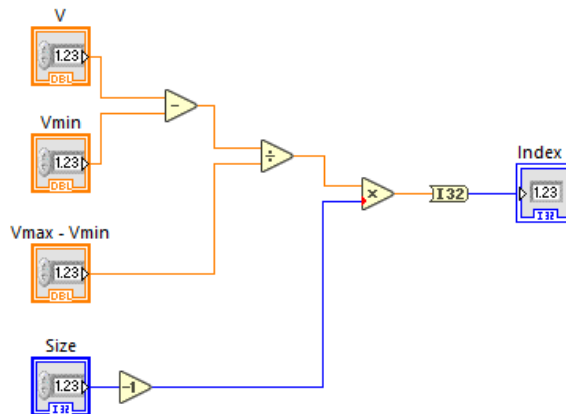 V
1.23
DBL
Vmin
1.23
DBL
Vmax - Vmin
1.23
DBL
Size
1.23
I32
−
÷
×
-1
I32
Index
1.23
I32